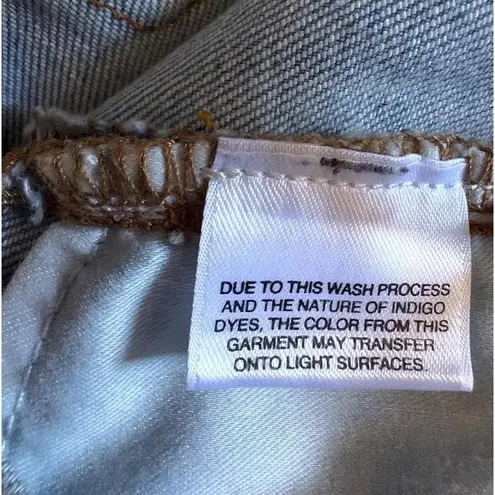 DUE TO THIS WASH PROCESS
AND THE NATURE OF INDIGO
DYES, THE COLOR FROM THIS
GARMENT MAY TRANSFER
ONTO LIGHT SURFACES.